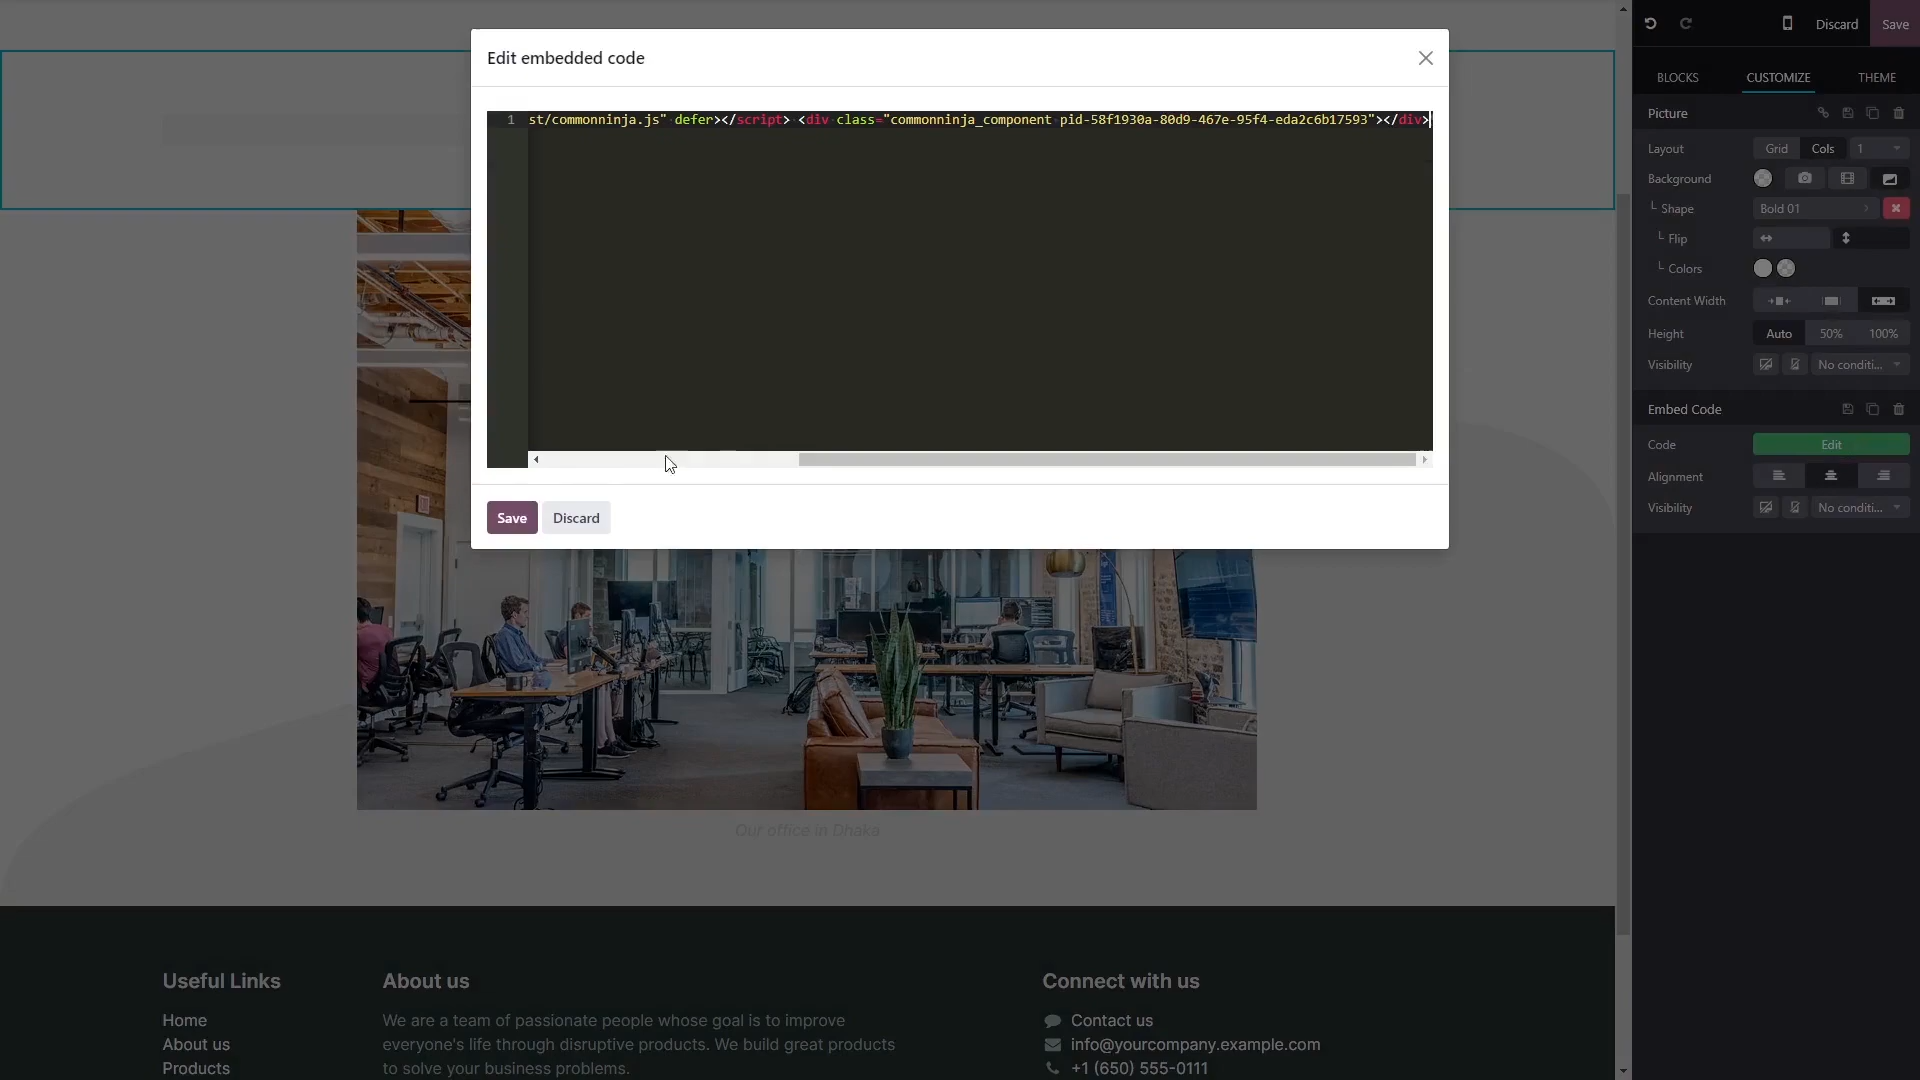 Discard
Save
Edit embedded code
BLOCKS
CUSTOMIZE
THEME
1 st/commonninja.js" defer></script> <div class="commonninja_component pid-58f1930a-80d9-467e-95f4-eda2c6b17593"></div>
Picture
Layout Grid Cols 1
Background
Shape Bold 01
Flip
Colors
Content Width
Height Auto 50% 100%
Visibility No conditi...
Embed Code
Code Edit
Alignment
Visibility No conditi...
Save Discard
Our office in Dhaka
Useful Links
Home
About us
Products
About us
We are a team of passionate people whose goal is to improve
everyone's life through disruptive products. We build great products
to solve your business problems.
Connect with us
Contact us
info@yourcompany.example.com
+1 (650) 555-0111